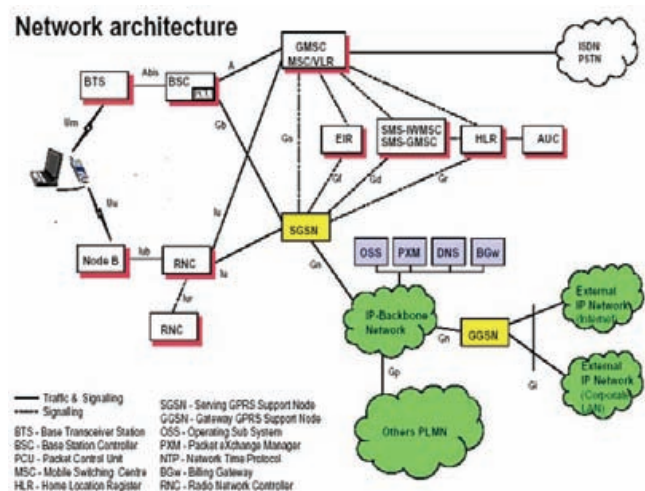 Network architecture
GMSC
MSC/VLR
ISDN
PSTN
BTS
Abis
BSC
A
Gb
Gs
EIR
SMS-IWMSC
SMS-GMSC
HLR
AUC
Um
Gf
Gd
Gr
Uu
Iu
SGSN
Node B
Iub
RNC
Iu
Gn
OSS
PXM
DNS
BGw
Iur
RNC
IP-Backbone
Network
Gn
GGSN
Gi
External
IP Network
(Internet)
External
IP Network
(Corporate
LAN)
Gp
Others PLMN
Traffic & Signalling
Signalling
BTS - Base Transceiver Station
BSC - Base Station Controller
PCU - Packet Control Unit
MSC - Mobile Switching Centre
HLR - Home Location Register
SGSN - Serving GPRS Support Node
GGSN - Gateway GPRS Support Node
OSS - Operating Sub System
PXM - Packet eXchange Manager
NTP - Network Time Protocol
BGw - Billing Gateway
RNC - Radio Network Controller